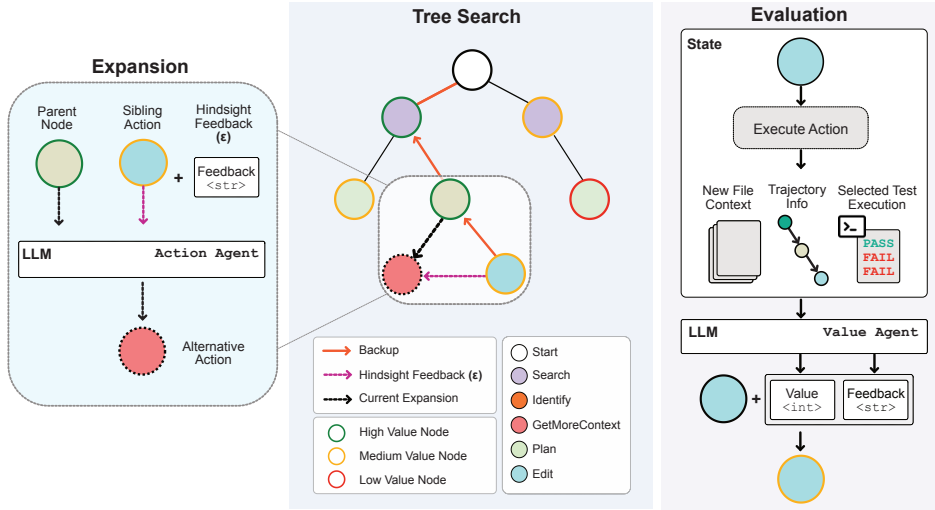 Expansion
Parent
Node
Sibling
Action
Hindsight
Feedback
(ε)
+
Feedback
<str>
LLM
Action Agent
Alternative
Action
Tree Search
Backup
Hindsight Feedback (ε)
Current Expansion
High Value Node
Medium Value Node
Low Value Node
Start
Search
Identify
GetMoreContext
Plan
Edit
Evaluation
State
Execute Action
New File
Context
Trajectory
Info
Selected Test
Execution
>_
PASS
FAIL
FAIL
LLM
Value Agent
+
Value
<int>
Feedback
<str>